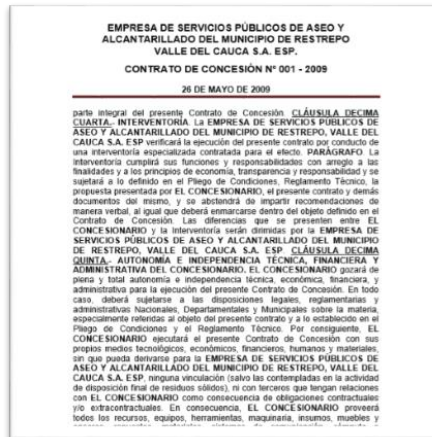 EMPRESA DE SERVICIOS PÚBLICOS DE ASEO Y
ALCANTARILLADO DEL MUNICIPIO DE RESTREPO
VALLE DEL CAUCA S.A. ESP.
CONTRATO DE CONCESIÓN Nº 001 - 2009
26 DE MAYO DE 2009
parte integral del presente Contrato de Concesión. CLÁUSULA DECIMA
CUARTA.- INTERVENTORÍA. La EMPRESA DE SERVICIOS PÚBLICOS DE
ASEO Y ALCANTARILLADO DEL MUNICIPIO DE RESTREPO, VALLE DEL
CAUCA S.A. ESP verificará la ejecución del presente contrato por conducto de
una interventoría especializada contratada para el efecto. PARÁGRAFO. La
Interventoría cumplirá sus funciones y responsabilidades con arreglo a las
finalidades y a los principios de economía, transparencia y responsabilidad y se
sujetará a lo definido en el Pliego de Condiciones, Reglamento Técnico, la
propuesta presentada por EL CONCESIONARIO, el presente contrato y demás
documentos del mismo, y se abstendrá de impartir recomendaciones de
manera verbal, al igual que deberá enmarcarse dentro del objeto definido en el
Contrato de Concesión. Las diferencias que se presenten entre EL
CONCESIONARIO y la Interventoría serán dirimidas por la EMPRESA DE
SERVICIOS PÚBLICOS DE ASEO Y ALCANTARILLADO DEL MUNICIPIO
DE RESTREPO, VALLE DEL CAUCA S.A. ESP. CLÁUSULA DECIMA
QUINTA.- AUTONOMÍA E INDEPENDENCIA TÉCNICA, FINANCIERA Y
ADMINISTRATIVA DEL CONCESIONARIO. EL CONCESIONARIO gozará de
plena y total autonomía e independencia técnica, económica, financiera, y
administrativa para la ejecución del presente Contrato de Concesión. En todo
caso, deberá sujetarse a las disposiciones legales, reglamentarias y
administrativas Nacionales, Departamentales y Municipales sobre la materia,
especialmente referidas al objeto del presente contrato y a lo establecido en el
Pliego de Condiciones y el Reglamento Técnico. Por consiguiente, EL
CONCESIONARIO ejecutará el presente Contrato de Concesión con sus
propios medios tecnológicos, económicos, financieros, humanos y materiales,
sin que pueda derivarse para la EMPRESA DE SERVICIOS PÚBLICOS DE
ASEO Y ALCANTARILLADO DEL MUNICIPIO DE RESTREPO, VALLE DEL
CAUCA S.A. ESP, ninguna vinculación (salvo las contempladas en la actividad
de disposición final de residuos sólidos), ni con terceros que tengan relaciones
con EL CONCESIONARIO como consecuencia de obligaciones contractuales
y/o extracontractuales. En consecuencia, EL CONCESIONARIO proveerá
todos los recursos, equipos, herramientas, maquinaria, insumos, muebles y